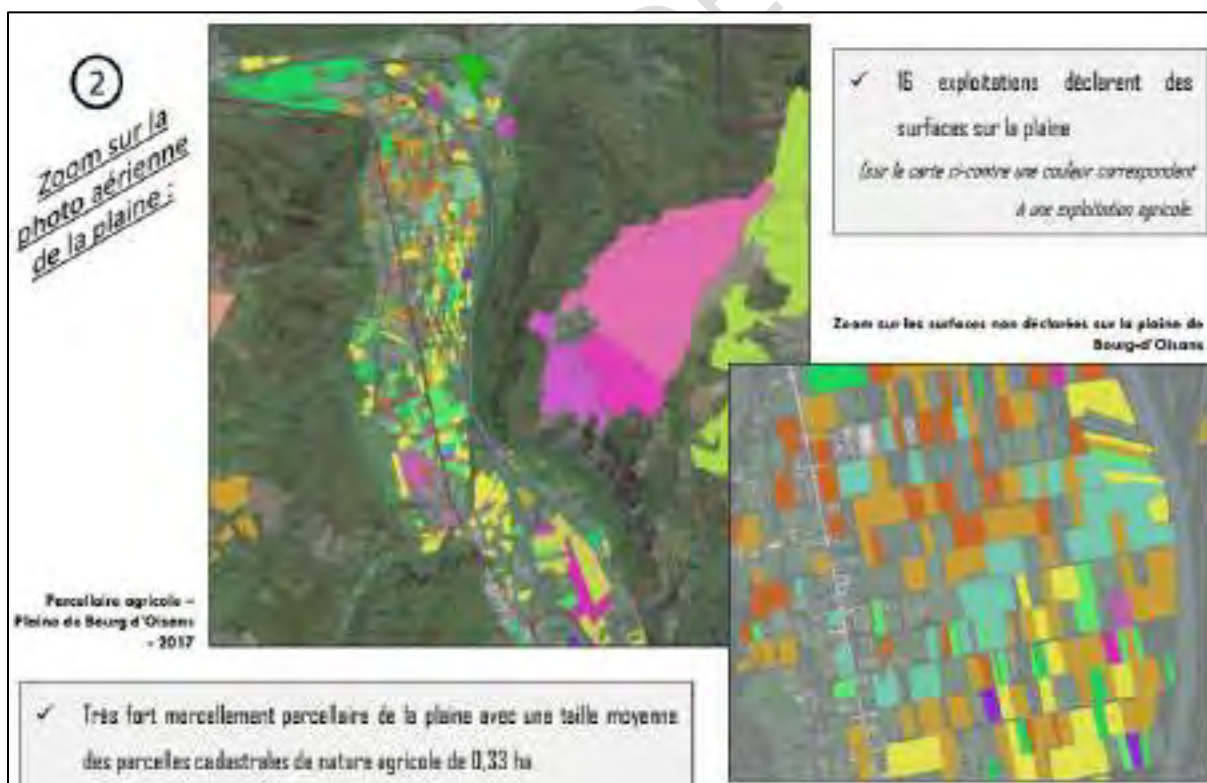 2
Zoom sur la
photo aérienne
de la plaine :
✓ 16 exploitations déclarent des
surfaces sur la plaine
(sur la carte ci-contre une couleur correspondent
à une exploitation agricole
Zoom sur les surfaces non déclarées sur la plaine de
Bourg-d'Oisans
Parcellaire agricole –
Plaine de Bourg d'Oisans
- 2017
✓ Très fort morcellement parcellaire de la plaine avec une taille moyenne
des parcelles cadastrales de nature agricole de 0,33 ha